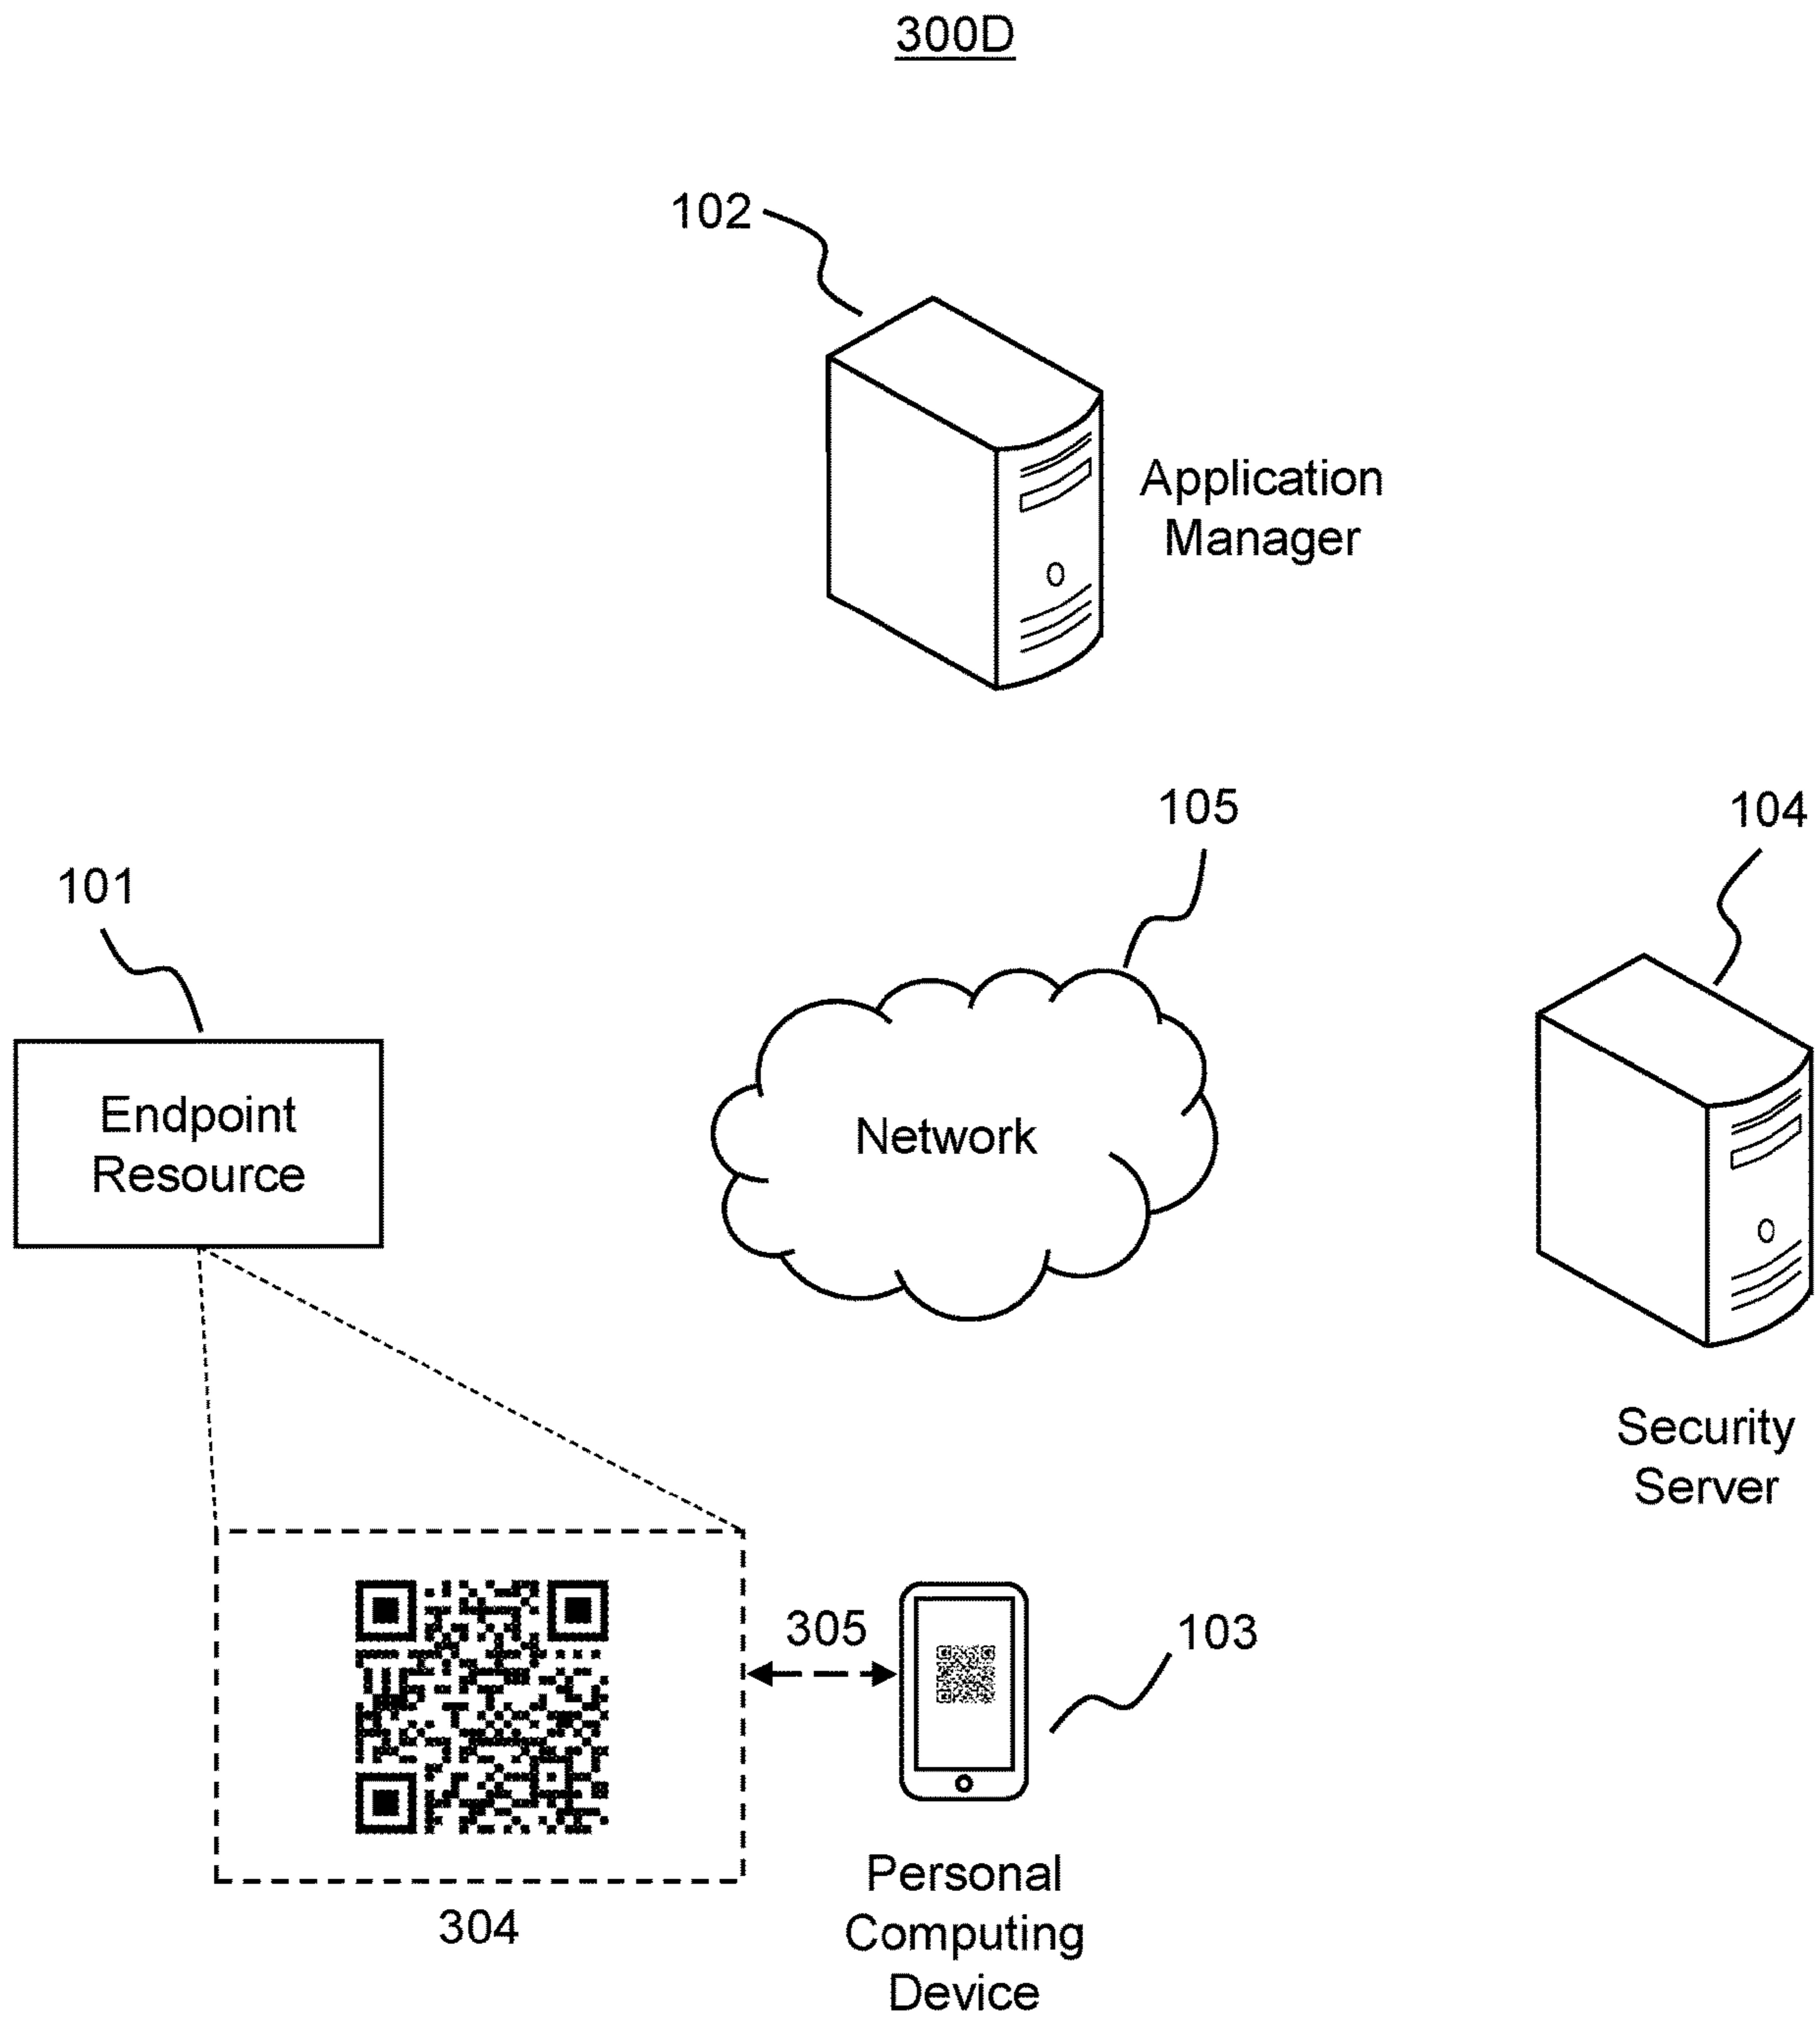 300D
102
Application
Manager
105
104
101
Endpoint
Resource
Network
Security
Server
305
103
304
Personal
Computing
Device